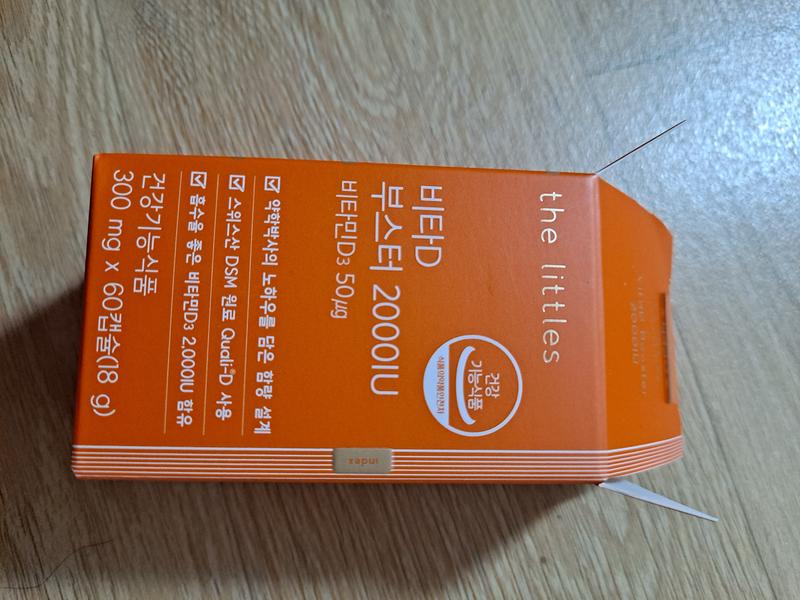 the littles
건강
기능식품
식품의약품안전처
비타D
부스터 2000IU
비타민D3 50μg
약학박사의 노하우를 담은 함량 설계
스위스산 DSM 원료 Quali®-D 사용
흡수율 좋은 비타민D3 2,000IU 함유
건강기능식품
300 mg x 60캡슐(18 g)
index